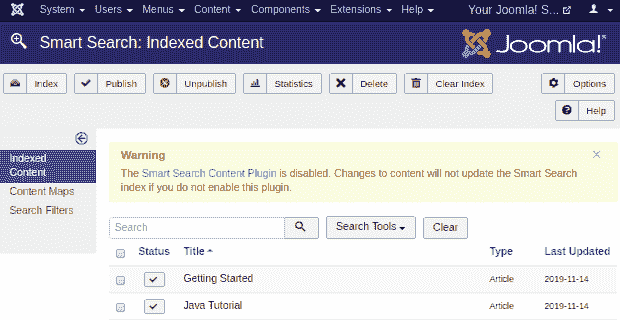 System Users Menus Content Components Extensions Help Your Joomla! S...
Smart Search: Indexed Content Joomla!®
Index Publish Unpublish Statistics Delete Clear Index Options
Help
Indexed
Content
Content Maps
Search Filters
Warning
The Smart Search Content Plugin is disabled. Changes to content will not update the Smart Search
index if you do not enable this plugin.
Search Search Tools Clear
Status Title Type Last Updated
Getting Started Article 2019-11-14
Java Tutorial Article 2019-11-14